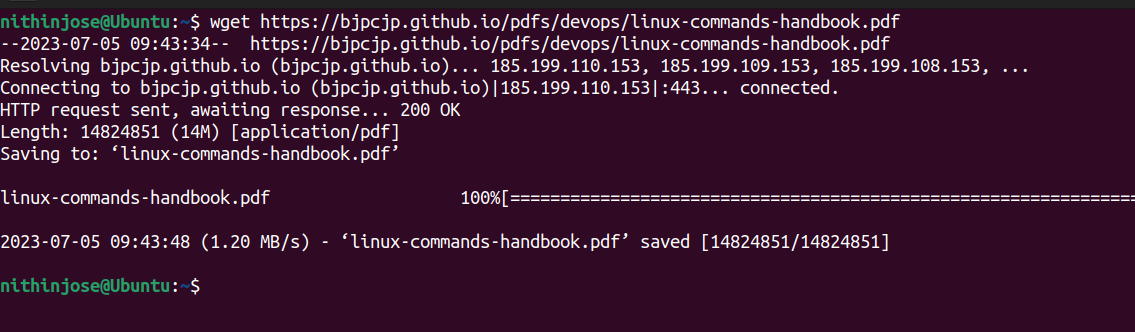 nithinjose@Ubuntu:~$ wget https://bjpcjp.github.io/pdfs/devops/linux-commands-handbook.pdf
--2023-07-05 09:43:34--  https://bjpcjp.github.io/pdfs/devops/linux-commands-handbook.pdf
Resolving bjpcjp.github.io (bjpcjp.github.io)... 185.199.110.153, 185.199.109.153, 185.199.108.153, ...
Connecting to bjpcjp.github.io (bjpcjp.github.io)|185.199.110.153|:443... connected.
HTTP request sent, awaiting response... 200 OK
Length: 14824851 (14M) [application/pdf]
Saving to: ‘linux-commands-handbook.pdf’
linux-commands-handbook.pdf                   100%[===============================================================
2023-07-05 09:43:48 (1.20 MB/s) - ‘linux-commands-handbook.pdf’ saved [14824851/14824851]
nithinjose@Ubuntu:~$